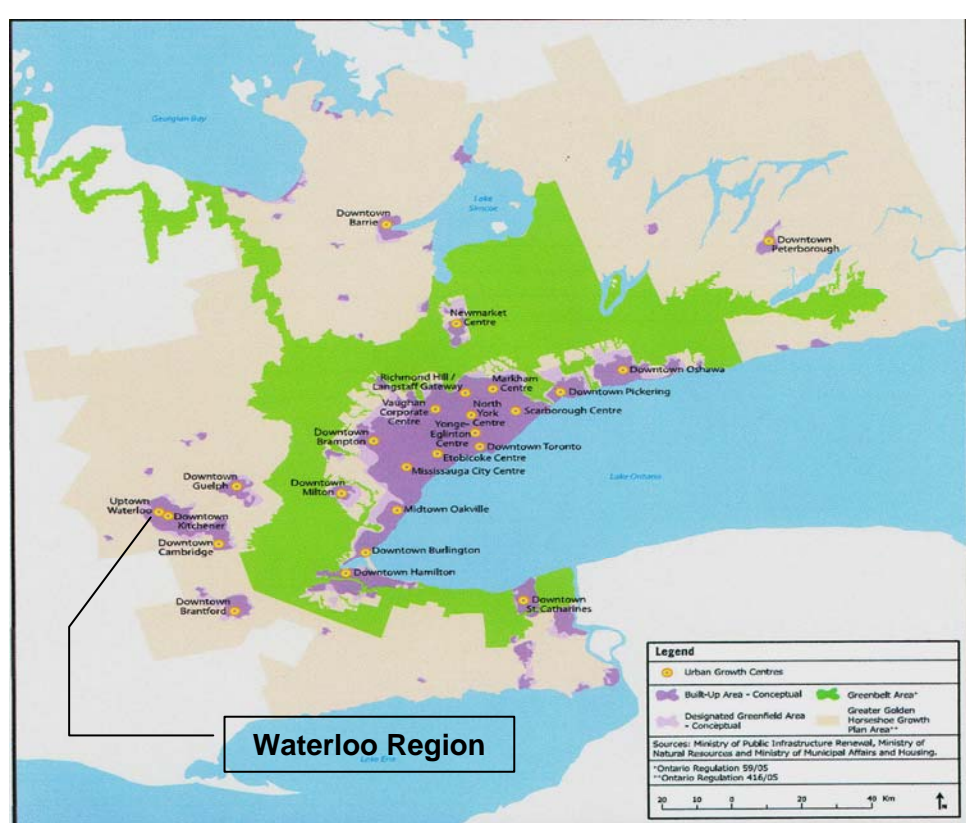 Georgian Bay
Lake
Simcoe
Downtown
Barrie
Downtown
Peterborough
Newmarket
Centre
Downtown Oshawa
Richmond Hill /
Langstaff Gateway
Markham
Centre
Downtown Pickering
Vaughan
Corporate
Centre
North
York
Centre
Scarborough Centre
Yonge-
Eglinton
Centre
Downtown
Brampton
Downtown Toronto
Etobicoke Centre
Mississauga City Centre
Lake Ontario
Downtown
Guelph
Downtown
Milton
Uptown
Waterloo
Downtown
Kitchener
Midtown Oakville
Downtown
Cambridge
Downtown Burlington
Downtown Hamilton
Downtown
Brantford
Downtown
St. Catharines
Waterloo Region
Lake Erie
Legend
Urban Growth Centres
Built-Up Area - Conceptual
Greenbelt Area*
Designated Greenfield Area
- Conceptual
Greater Golden
Horseshoe Growth
Plan Area**
Sources: Ministry of Public Infrastructure Renewal, Ministry of
Natural Resources and Ministry of Municipal Affairs and Housing.
*Ontario Regulation 59/05
**Ontario Regulation 416/05
20 10 0 20 40 Km
N